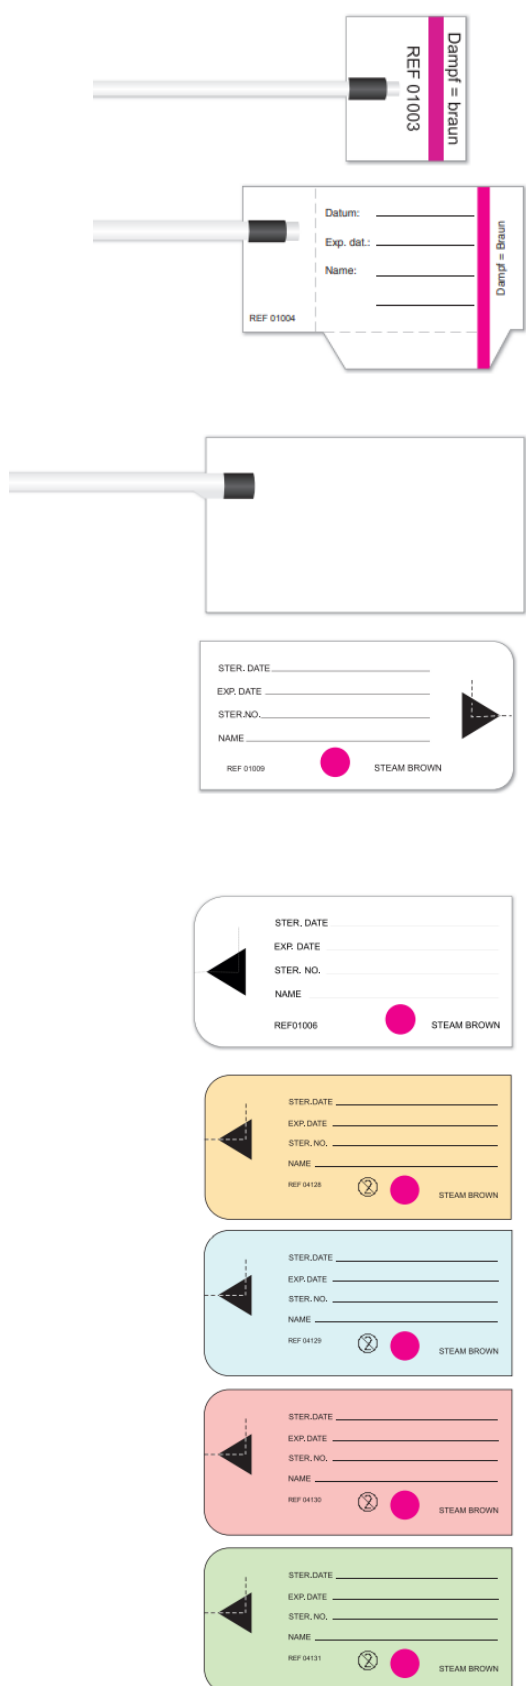 Dampf = braun
REF 01003
Datum:
Exp. dat.:
Name:
Dampf = Braun
REF 01004
STER. DATE
EXP. DATE
STER.NO.
NAME
REF 01009 STEAM BROWN
STER. DATE
EXP. DATE
STER. NO.
NAME
REF01006 STEAM BROWN
STER.DATE
EXP. DATE
STER. NO.
NAME
REF 04128 2 STEAM BROWN
STER.DATE
EXP. DATE
STER. NO.
NAME
REF 04129 2 STEAM BROWN
STER.DATE
EXP. DATE
STER. NO.
NAME
REF 04130 2 STEAM BROWN
STER.DATE
EXP. DATE
STER. NO.
NAME
REF 04131 2 STEAM BROWN